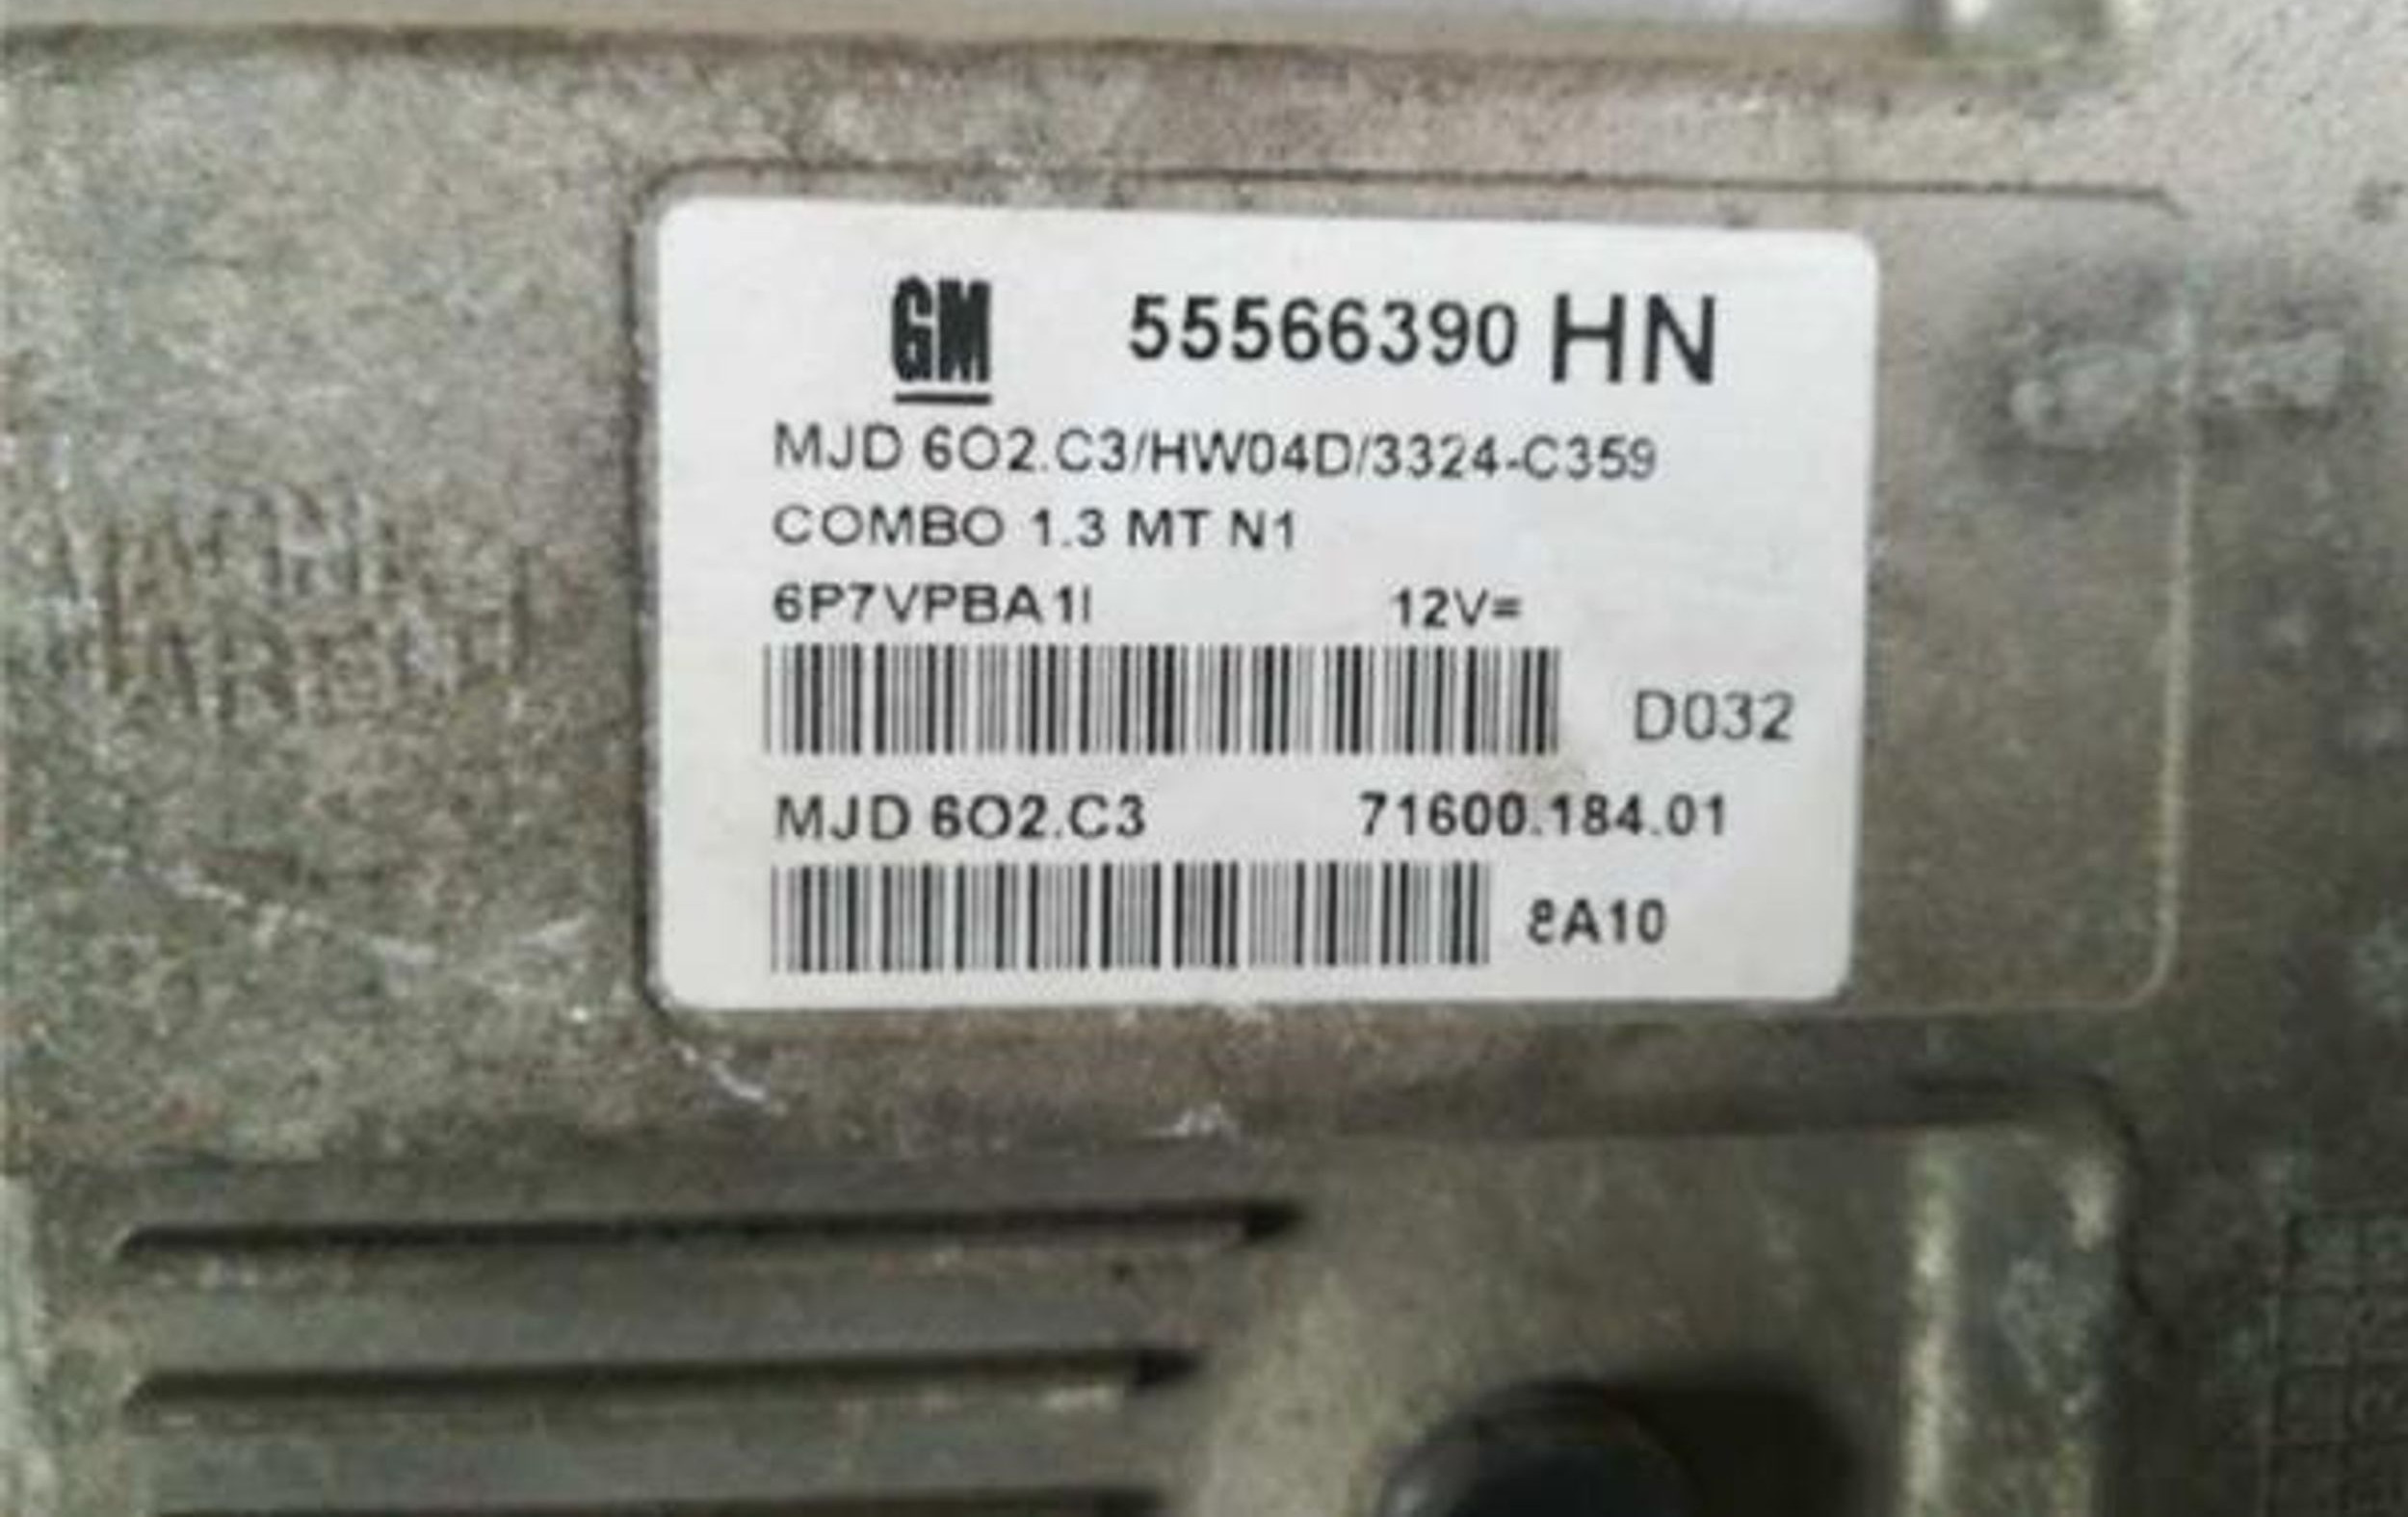 GM 55566390 HN
MJD 6O2.C3/HW04D/3324-C359
COMBO 1.3 MT N1
6P7VPBA1I 12V=
D032
MJD 6O2.C3 71600.184.01
8A10